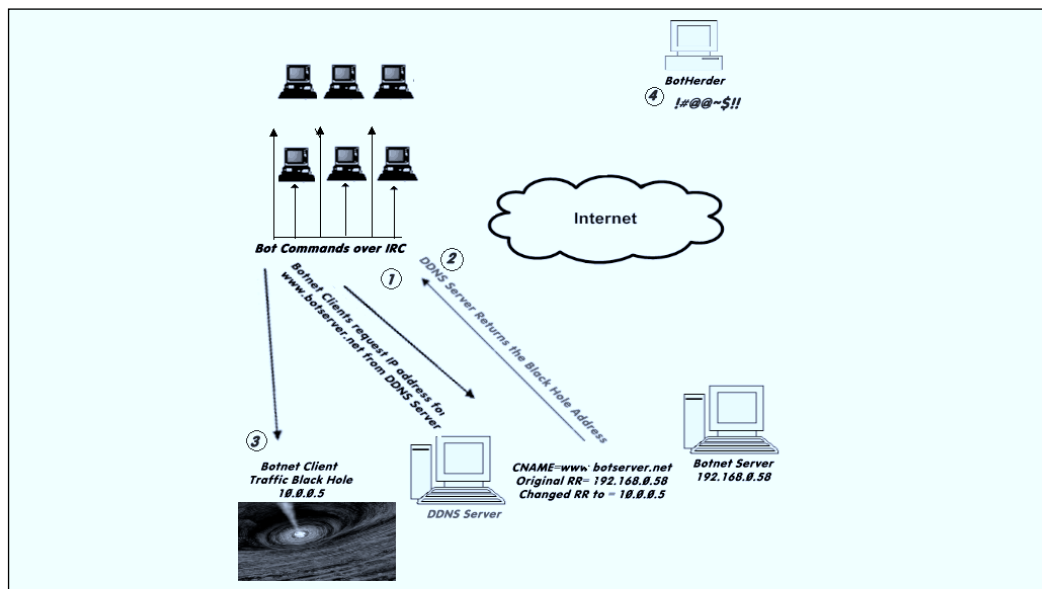 BotHerder
4 !#@@~$!!
Internet
Bot Commands over IRC
1
Botnet Clients request IP address for
www.botserver.net from DDNS Server
2
DDNS Server Returns the Black Hole Address
3
Botnet Client
Traffic Black Hole
10.0.0.5
DDNS Server
CNAME=www.botserver.net
Original RR= 192.168.0.58
Changed RR to = 10.0.0.5
Botnet Server
192.168.0.58